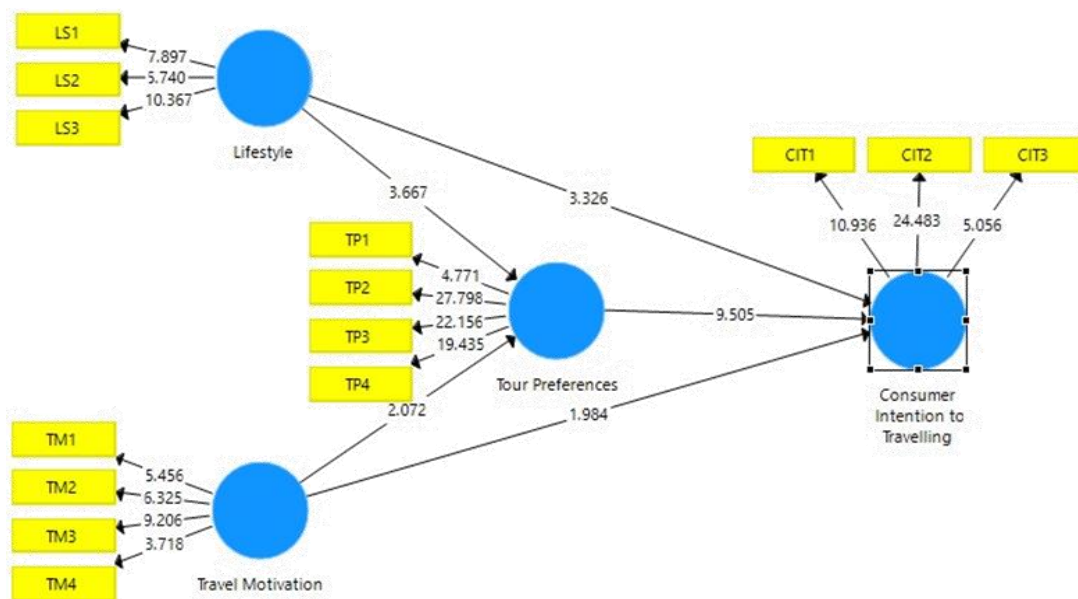 LS1
7.897
LS2
5.740
10.367
LS3
Lifestyle
3.667
3.326
CIT1
CIT2
CIT3
10.936
24.483
5.056
TP1
4.771
TP2
27.798
TP3
22.156
19.435
TP4
Tour Preferences
9.505
2.072
1.984
Consumer
Intention to
Travelling
TM1
5.456
TM2
6.325
TM3
9.206
3.718
TM4
Travel Motivation